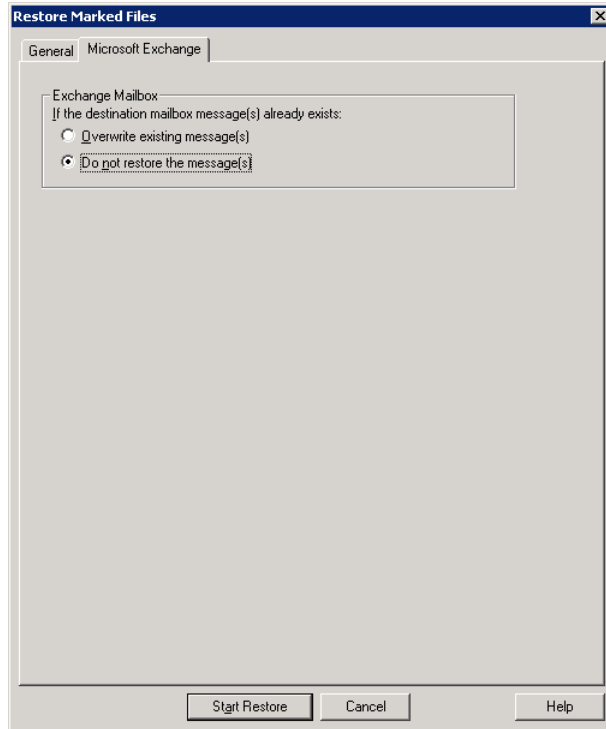 Restore Marked Files
General Microsoft Exchange
Exchange Mailbox
If the destination mailbox message(s) already exists:
Overwrite existing message(s)
Do not restore the message(s)
Start Restore Cancel Help